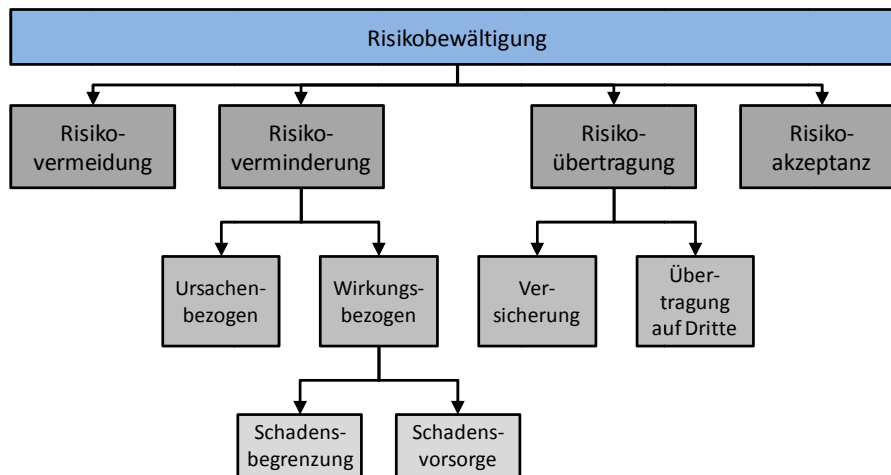 Risikobewältigung
Risiko-
vermeidung
Risiko-
verminderung
Risiko-
übertragung
Risiko-
akzeptanz
Ursachen-
bezogen
Wirkungs-
bezogen
Ver-
sicherung
Über-
tragung
auf Dritte
Schadens-
begrenzung
Schadens-
vorsorge